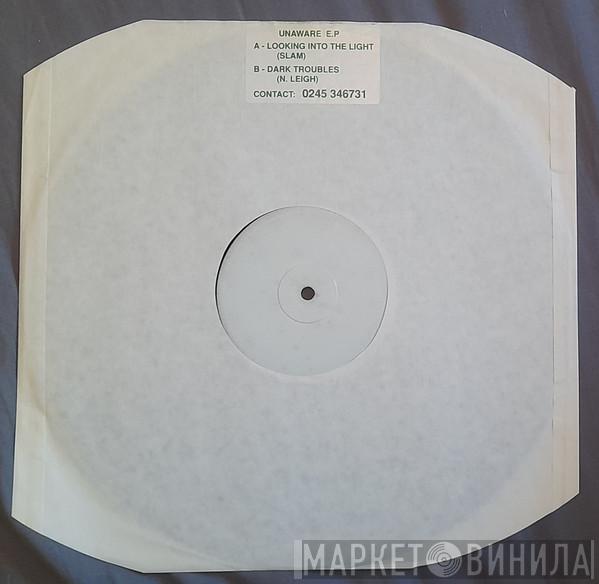 UNAWARE E.P
A - LOOKING INTO THE LIGHT
(SLAM)
B - DARK TROUBLES
(N. LEIGH)
CONTACT: 0245 346731
МАРКЕТ ВИНИЛА